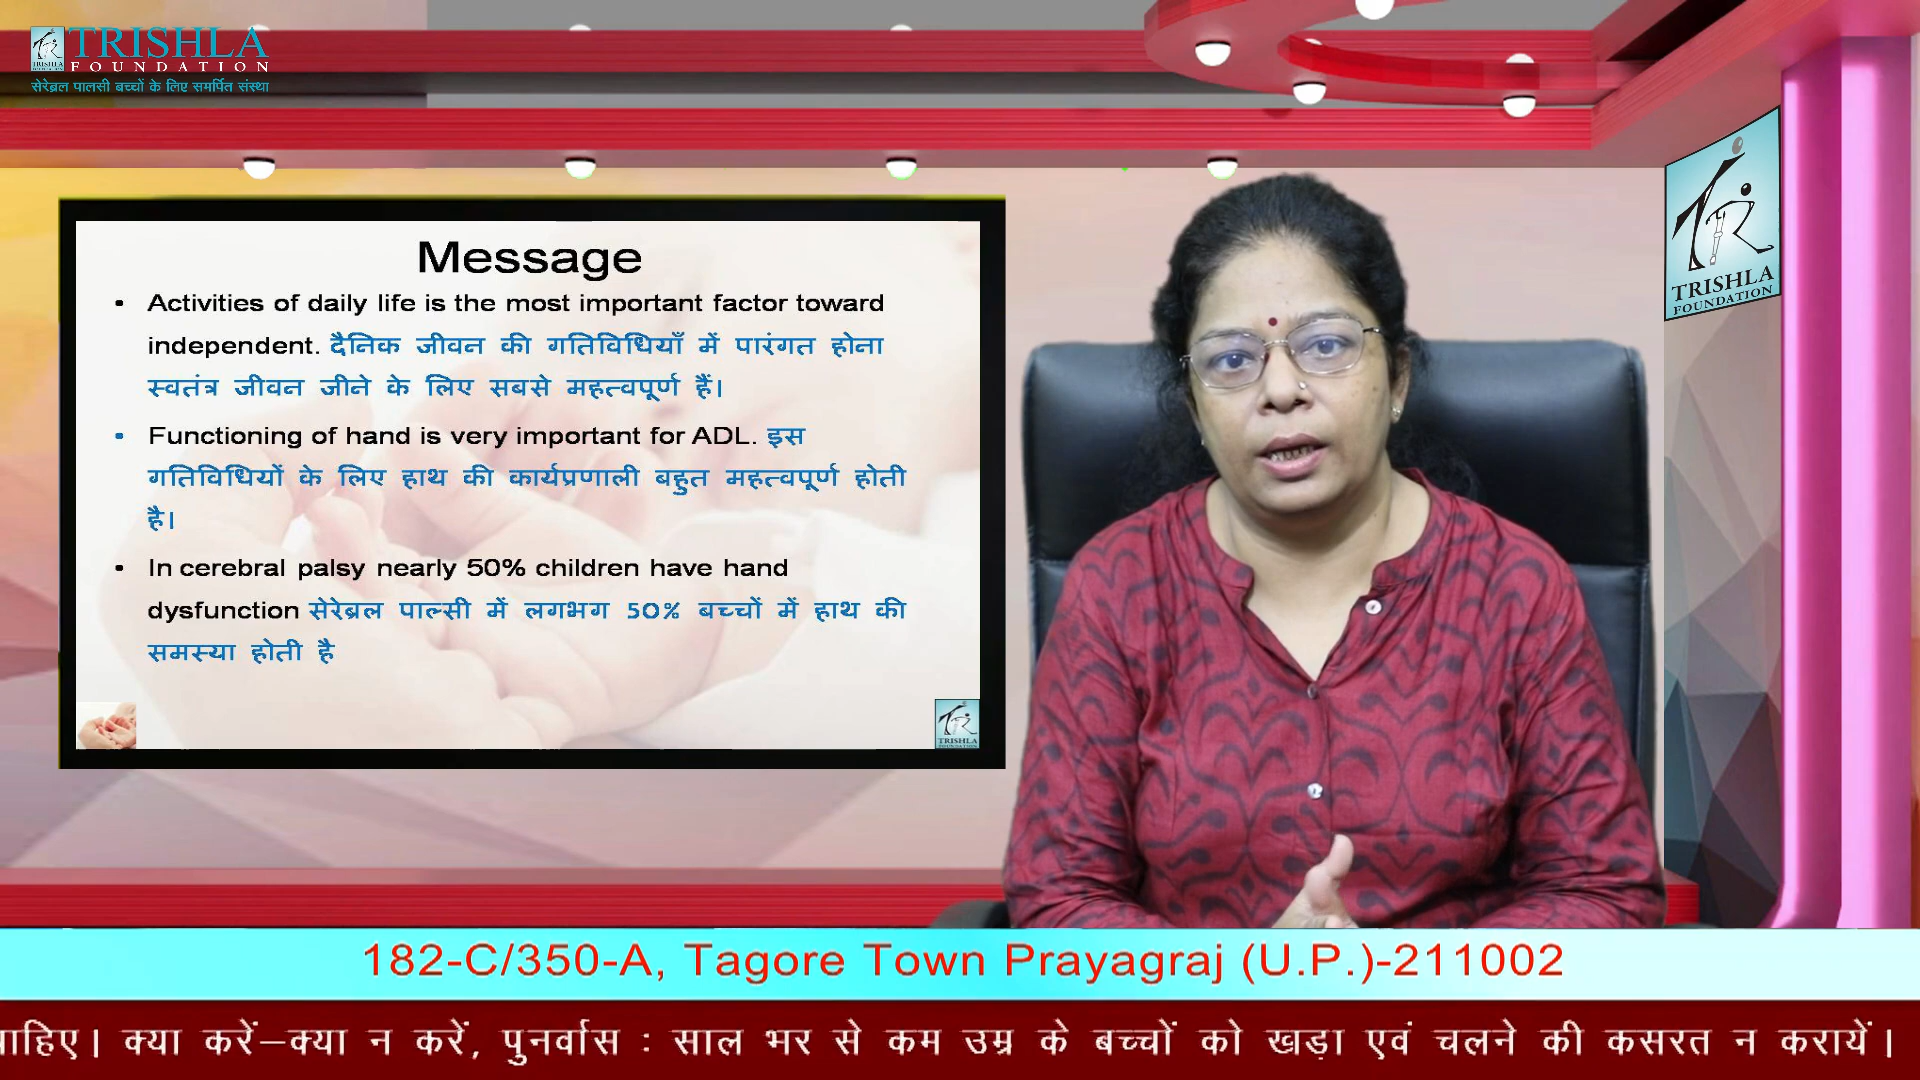 TRISHLA
FOUNDATION
सेरेब्रल पालसी बच्चों के लिए समर्पित संस्था
TRISHLA
FOUNDATION
Message
• Activities of daily life is the most important factor toward
independent. दैनिक जीवन की गतिविधियाँ में पारंगत होना
स्वतंत्र जीवन जीने के लिए सबसे महत्वपूर्ण हैं।
• Functioning of hand is very important for ADL. इस
गतिविधियों के लिए हाथ की कार्यप्रणाली बहुत महत्वपूर्ण होती
है।
• In cerebral palsy nearly 50% children have hand
dysfunction सेरेब्रल पाल्सी में लगभग 50% बच्चों में हाथ की
समस्या होती है
TRISHLA
182-C/350-A, Tagore Town Prayagraj (U.P.)-211002
क्या करें–क्या न करें, पुनर्वास : साल भर से कम उम्र के बच्चों को खड़ा एवं चलने की कसरत न करायें।